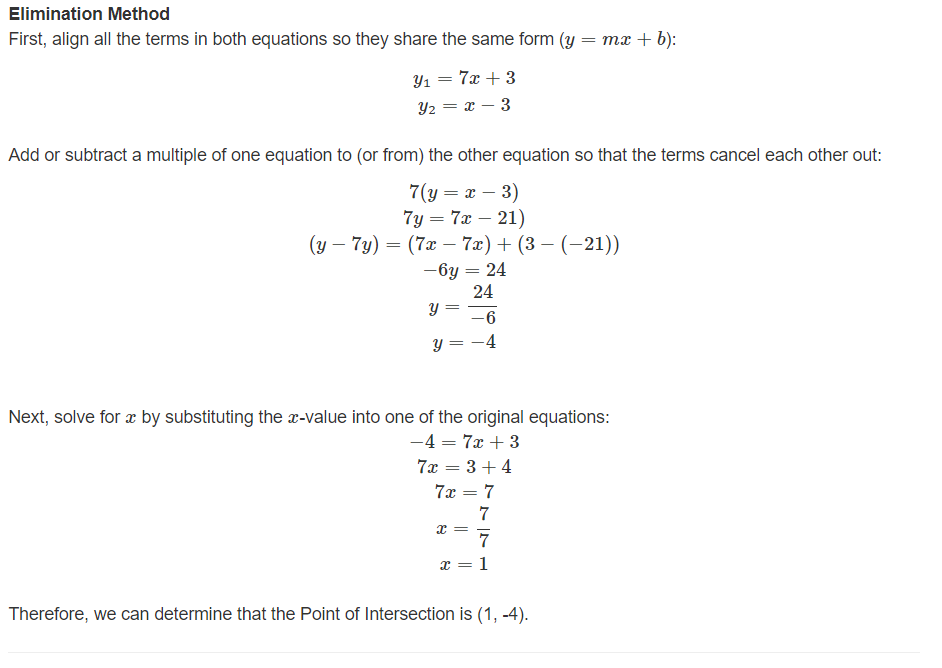 Elimination Method
First, align all the terms in both equations so they share the same form (y = mx + b):
y₁ = 7x + 3
y₂ = x − 3
Add or subtract a multiple of one equation to (or from) the other equation so that the terms cancel each other out:
7(y = x − 3)
7y = 7x − 21)
(y − 7y) = (7x − 7x) + (3 − (−21))
−6y = 24
y = 24/−6
y = −4
Next, solve for x by substituting the x-value into one of the original equations:
−4 = 7x + 3
7x = 3 + 4
7x = 7
x = 7/7
x = 1
Therefore, we can determine that the Point of Intersection is (1, -4).